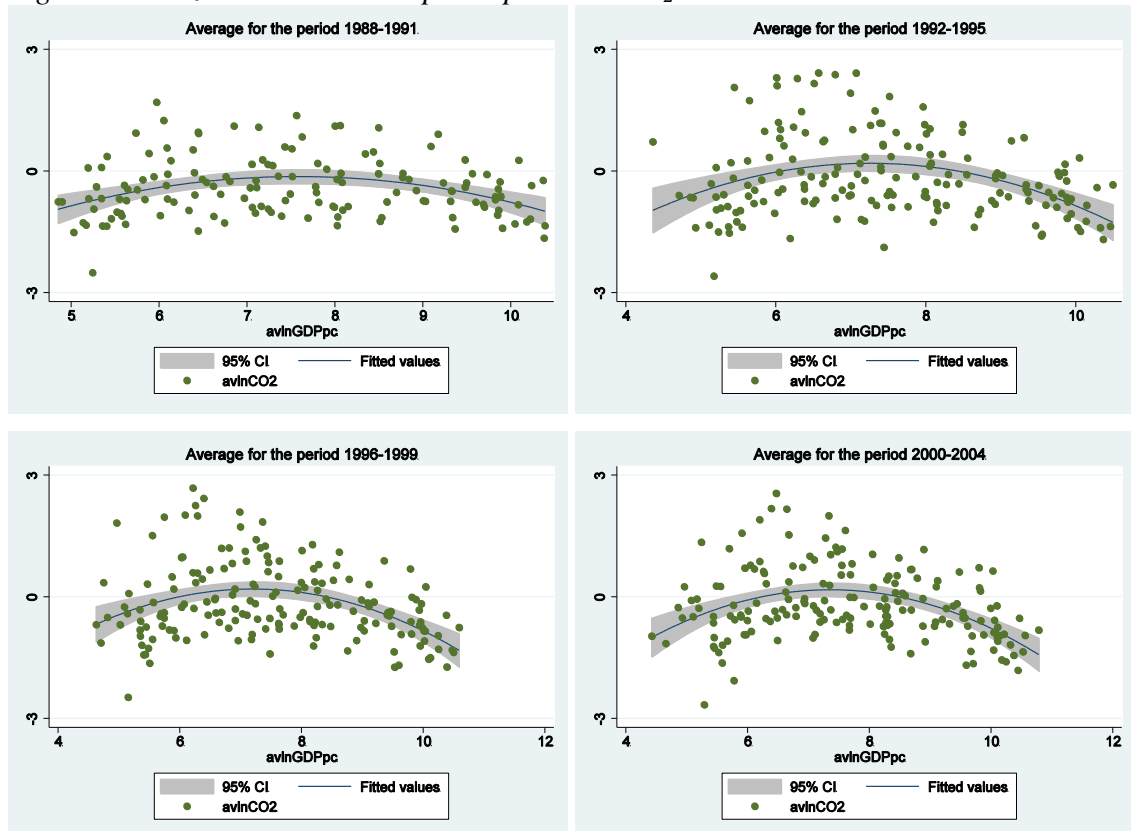 Average for the period 1988-1991
3
0
-3
5 6 7 8 9 10
avlnGDPpc
95% CI Fitted values
avlnCO2
Average for the period 1992-1995
3
0
-3
4 6 8 10
avlnGDPpc
95% CI Fitted values
avlnCO2
Average for the period 1996-1999
3
0
-3
4 6 8 10 12
avlnGDPpc
95% CI Fitted values
avlnCO2
Average for the period 2000-2004
3
0
-3
4 6 8 10 12
avlnGDPpc
95% CI Fitted values
avlnCO2